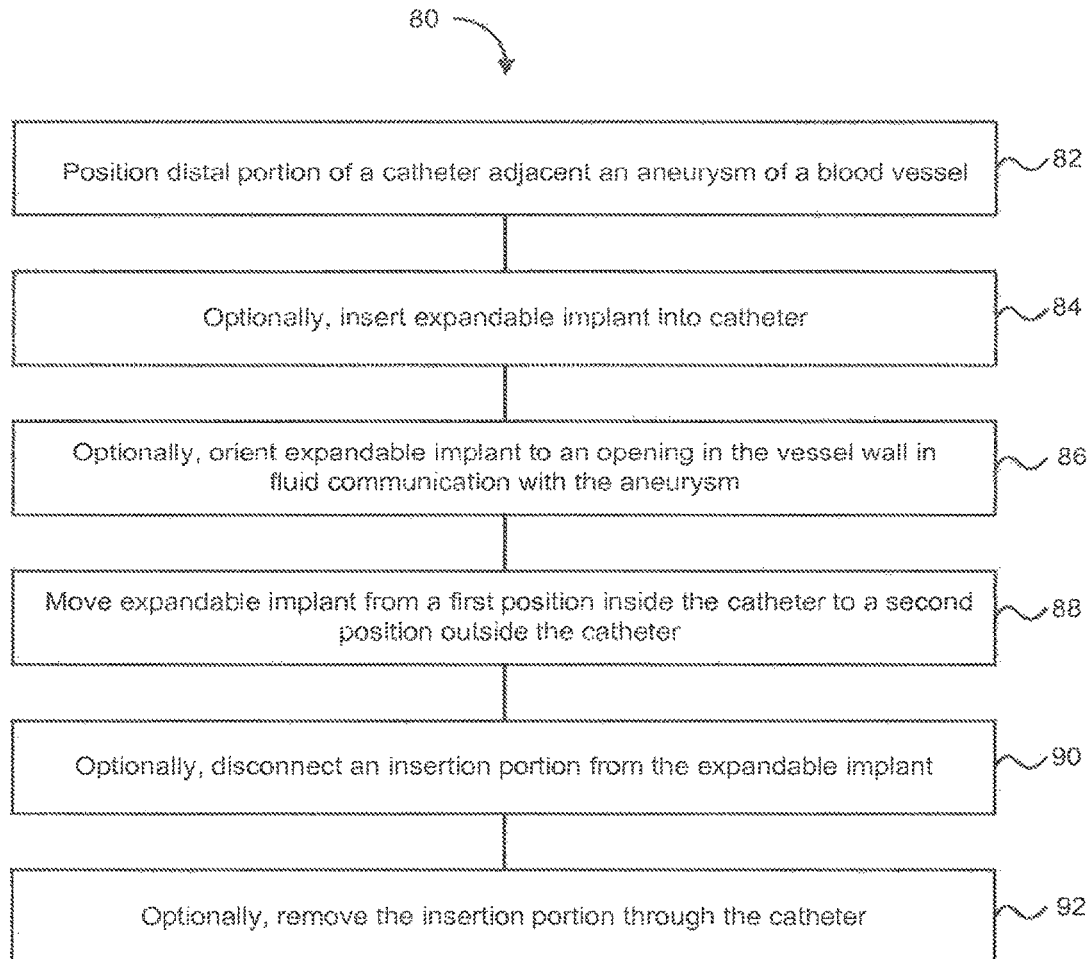 80
Position distal portion of a catheter adjacent an aneurysm of a blood vessel
82
Optionally, insert expandable implant into catheter
84
Optionally, orient expandable implant to an opening in the vessel wall in
fluid communication with the aneurysm
86
Move expandable implant from a first position inside the catheter to a second
position outside the catheter
88
Optionally, disconnect an insertion portion from the expandable implant
90
Optionally, remove the insertion portion through the catheter
92